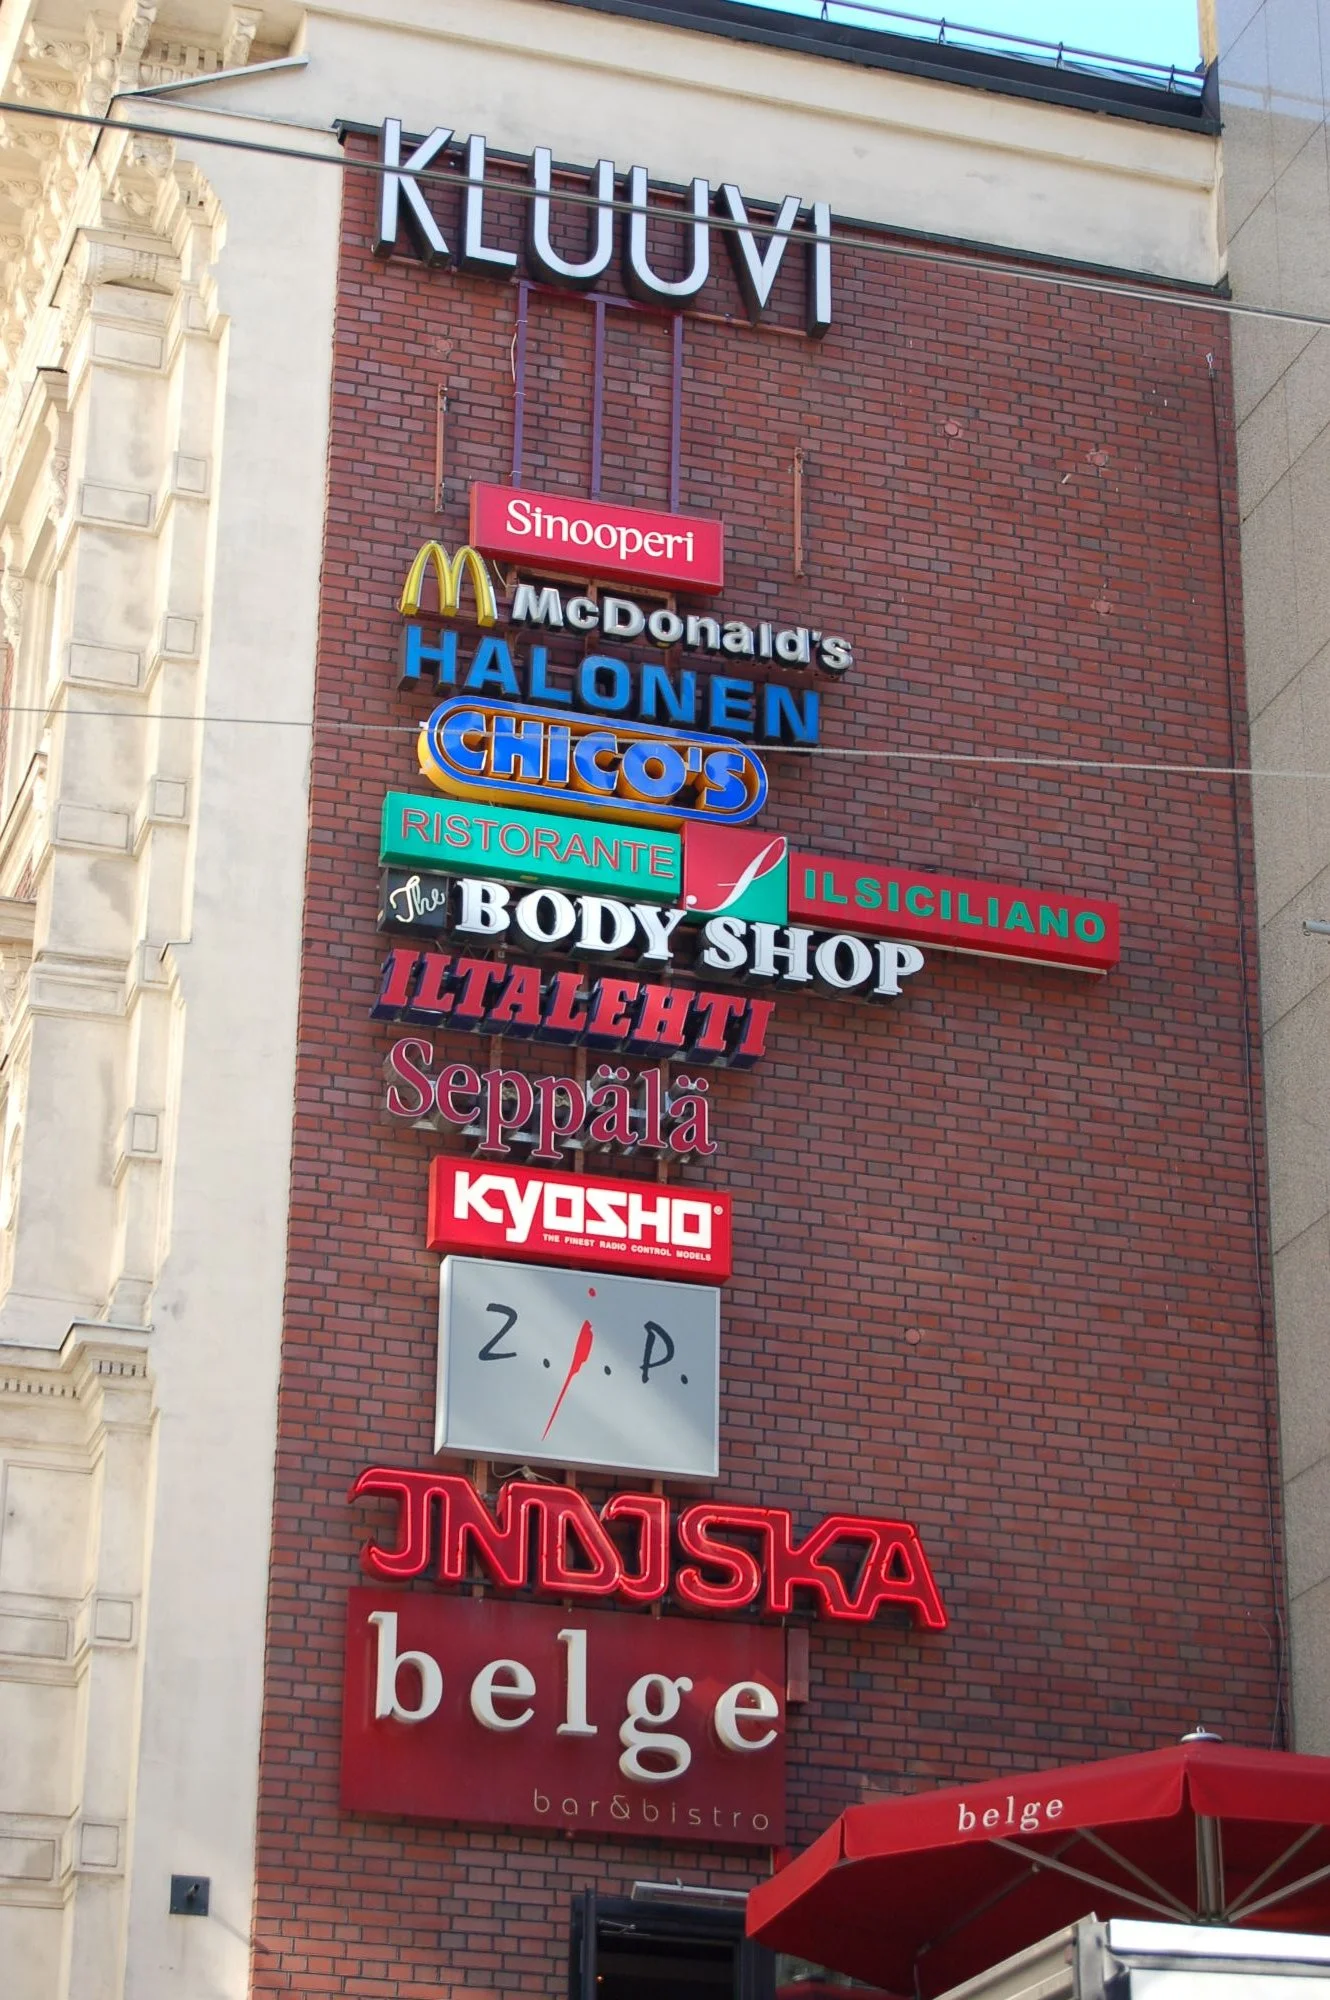 KLUUVI
Sinooperi
McDonald's
HALONEN
CHICO'S
RISTORANTE IL SICILIANO
The BODY SHOP
ILTALEHTI
Seppälä
KYOSHO®
THE FINEST RADIO CONTROL MODELS
z.i.p.
INDISKA
belge
bar&bistro
belge